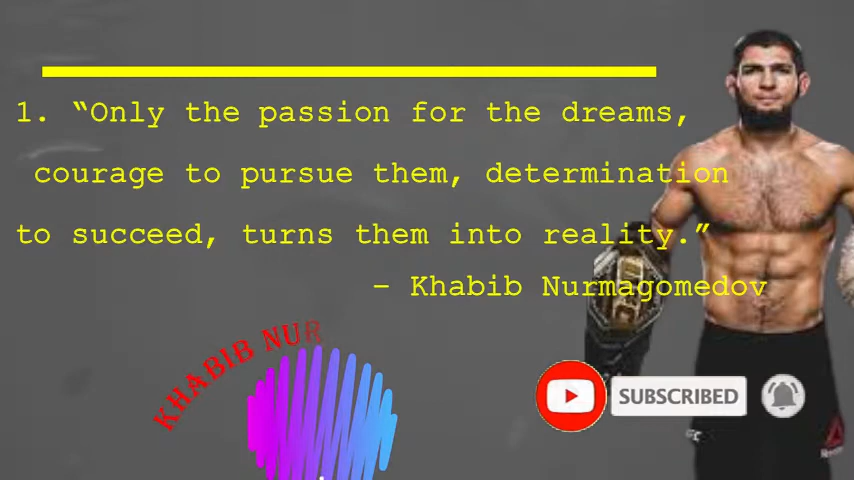 1. “Only the passion for the dreams,
courage to pursue them, determination
to succeed, turns them into reality.”
– Khabib Nurmagomedov
KHABIB NUR
SUBSCRIBED